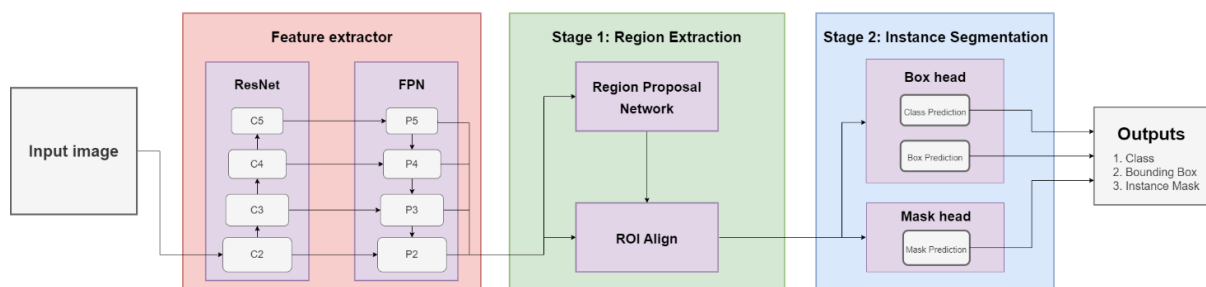 Input image
Feature extractor
ResNet
C5
C4
C3
C2
FPN
P5
P4
P3
P2
Stage 1: Region Extraction
Region Proposal
Network
ROI Align
Stage 2: Instance Segmentation
Box head
Class Prediction
Box Prediction
Mask head
Mask Prediction
Outputs
1. Class
2. Bounding Box
3. Instance Mask